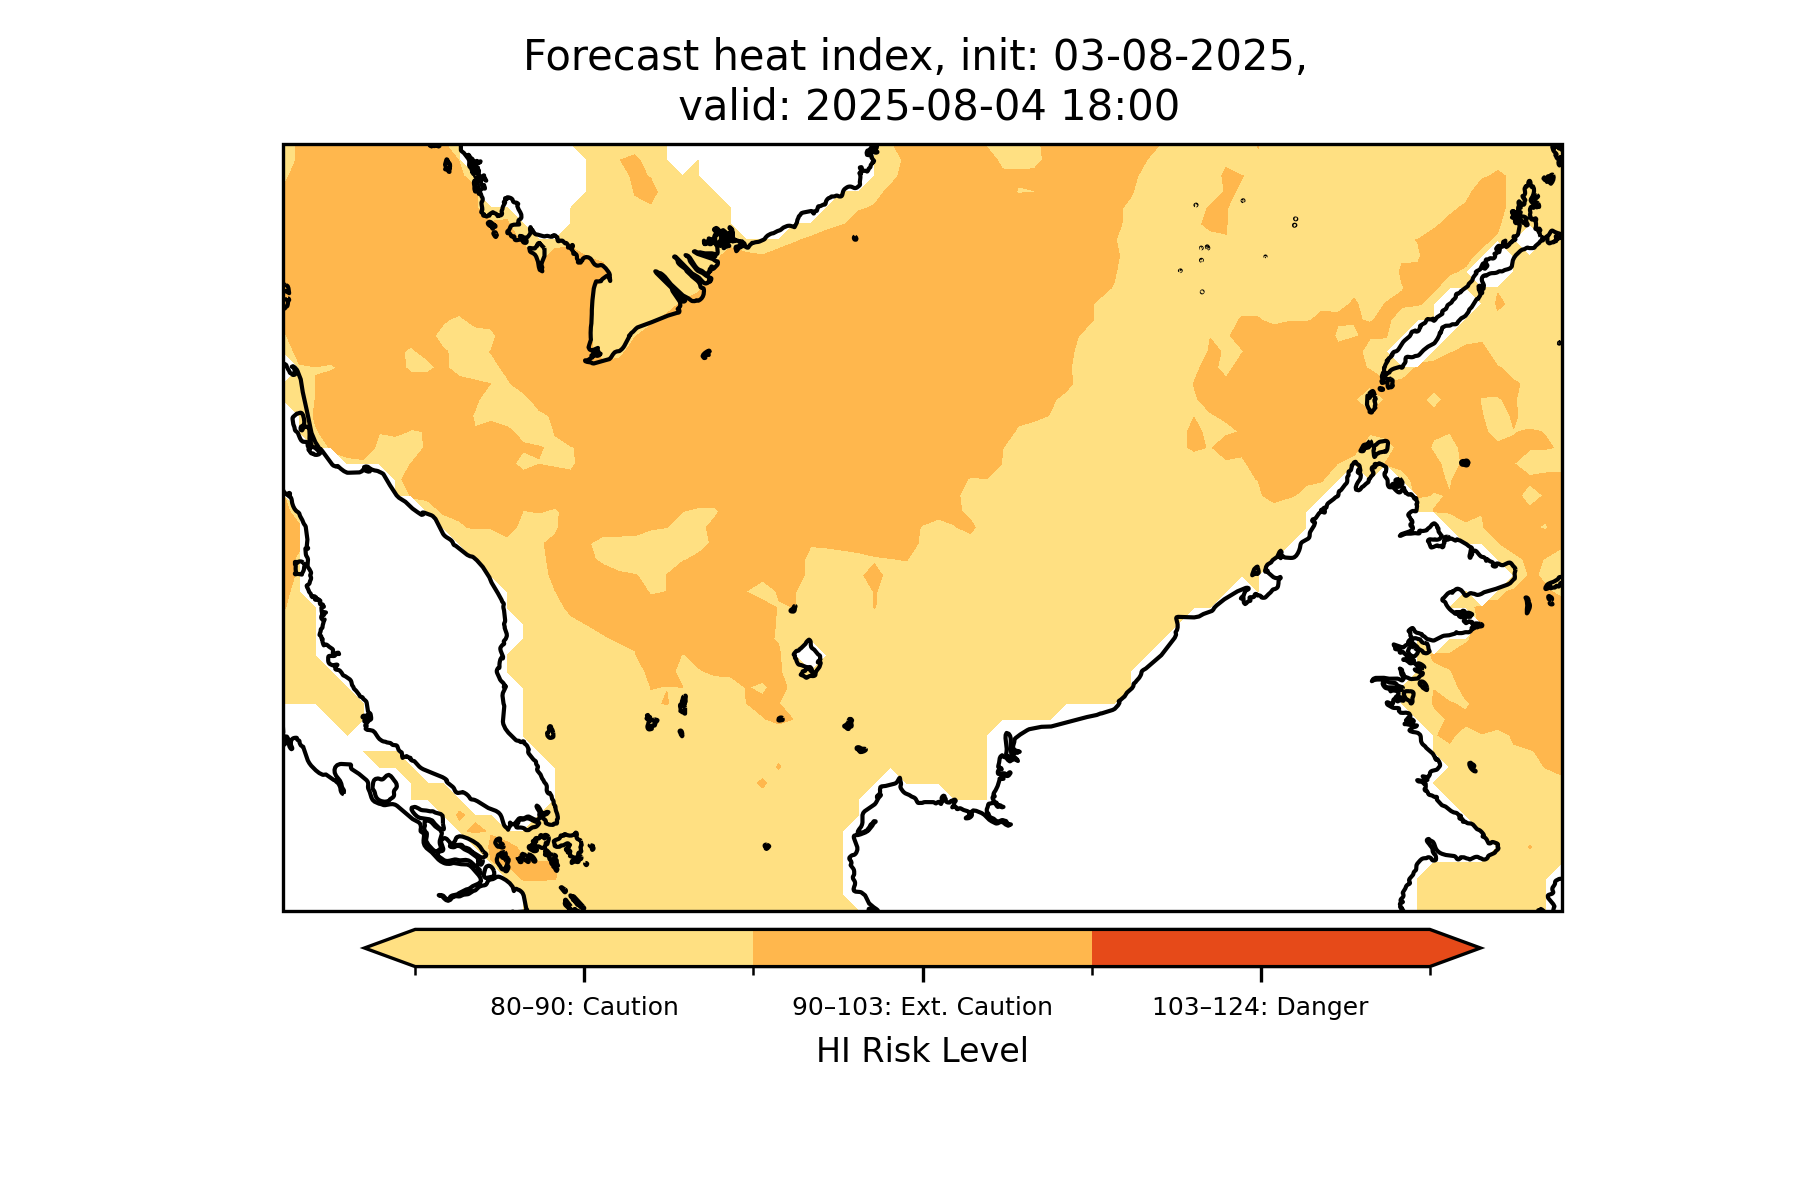 Forecast heat index, init: 03-08-2025,
valid: 2025-08-04 18:00
80–90: Caution
90–103: Ext. Caution
103–124: Danger
HI Risk Level